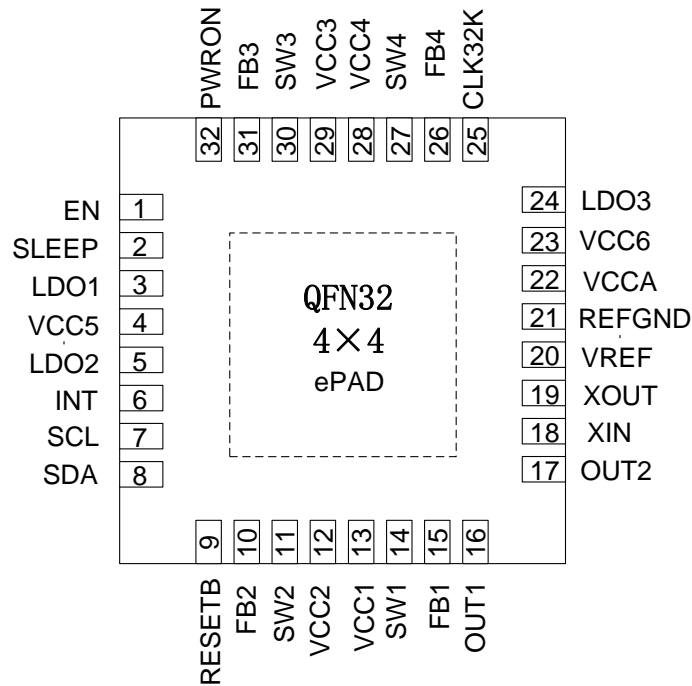 PWRON
FB3
SW3
VCC3
VCC4
SW4
FB4
CLK32K
32
31
30
29
28
27
26
25
EN
1
SLEEP
2
LDO1
3
VCC5
4
LDO2
5
INT
6
SCL
7
SDA
8
QFN32
4×4
ePAD
24 LDO3
23 VCC6
22 VCCA
21 REFGND
20 VREF
19 XOUT
18 XIN
17 OUT2
9
10
11
12
13
14
15
16
RESETB
FB2
SW2
VCC2
VCC1
SW1
FB1
OUT1